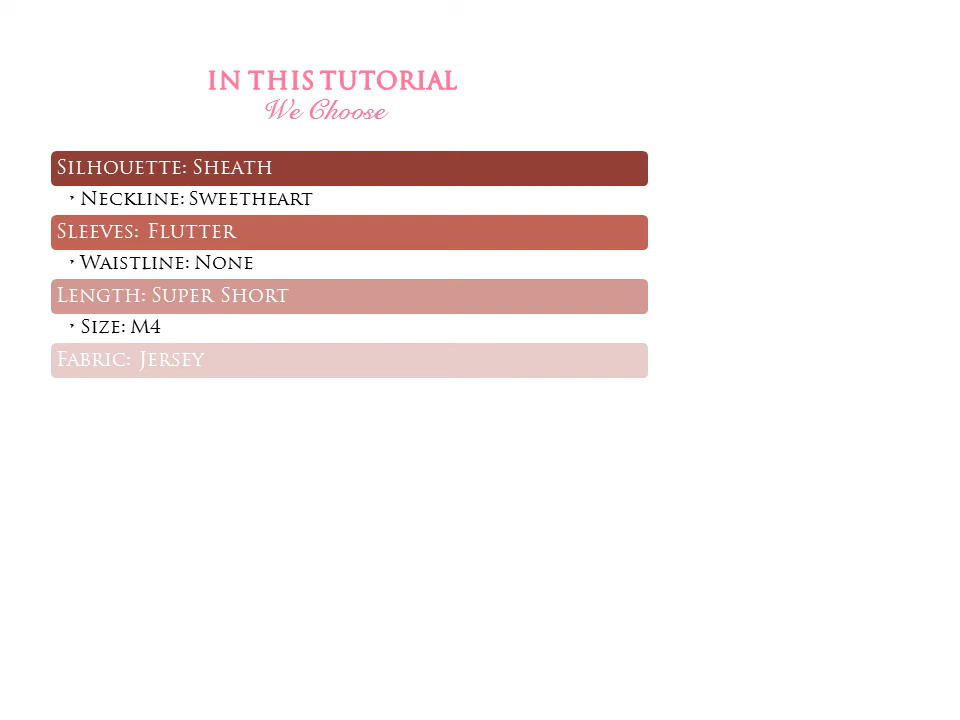 IN THIS TUTORIAL
We Choose
Silhouette: Sheath
• Neckline: Sweetheart
Sleeves: Flutter
• Waistline: None
Length: Super Short
• Size: M4
Fabric: Jersey